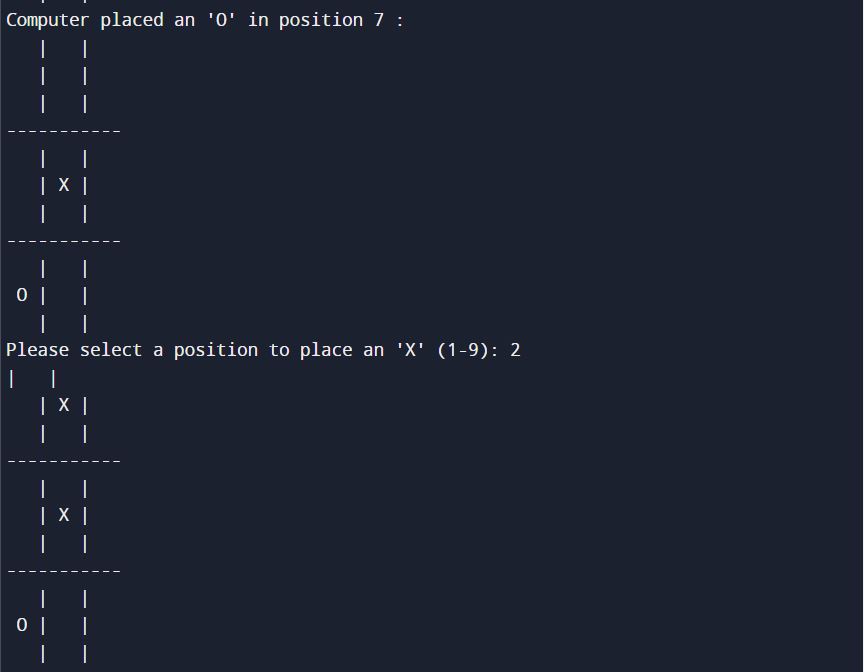 Computer placed an 'O' in position 7 :
   |   |
   |   |
   |   |
-----------
   |   |
   | X |
   |   |
-----------
   |   |
 O |   |
   |   |
Please select a position to place an 'X' (1-9): 2
|   |
   | X |
   |   |
-----------
   |   |
   | X |
   |   |
-----------
   |   |
 O |   |
   |   |